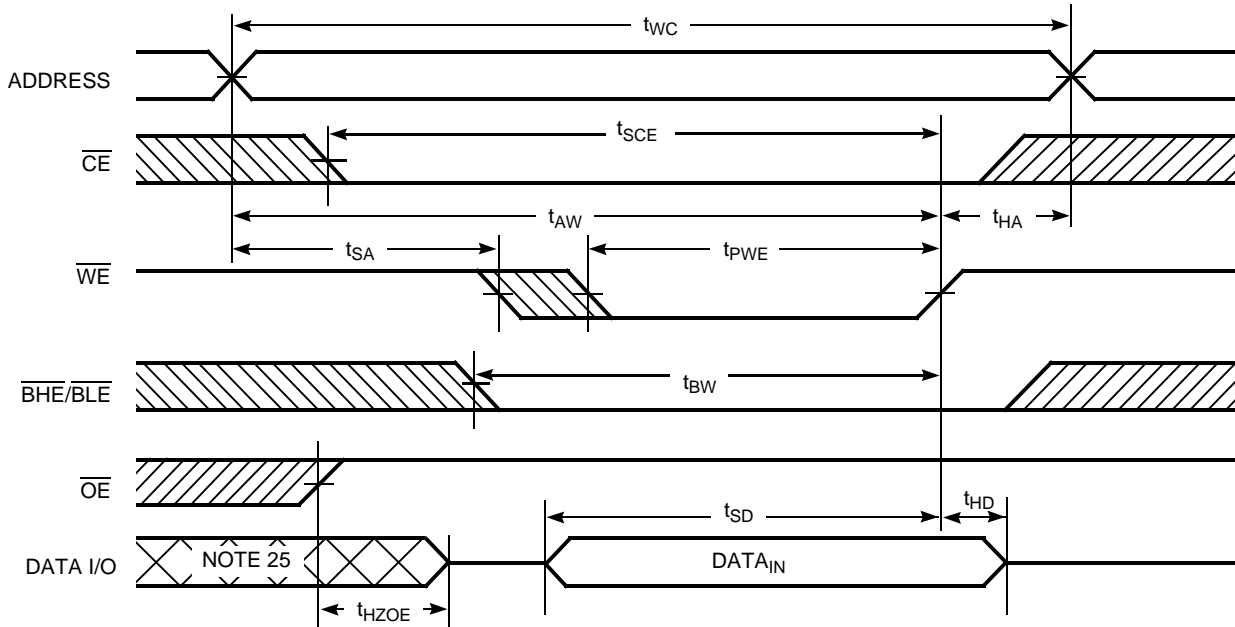 tWC
ADDRESS
tSCE
CE
tAW
tHA
tSA
tPWE
WE
tBW
BHE/BLE
OE
tSD
tHD
DATA I/O
NOTE 25
DATAIN
tHZOE